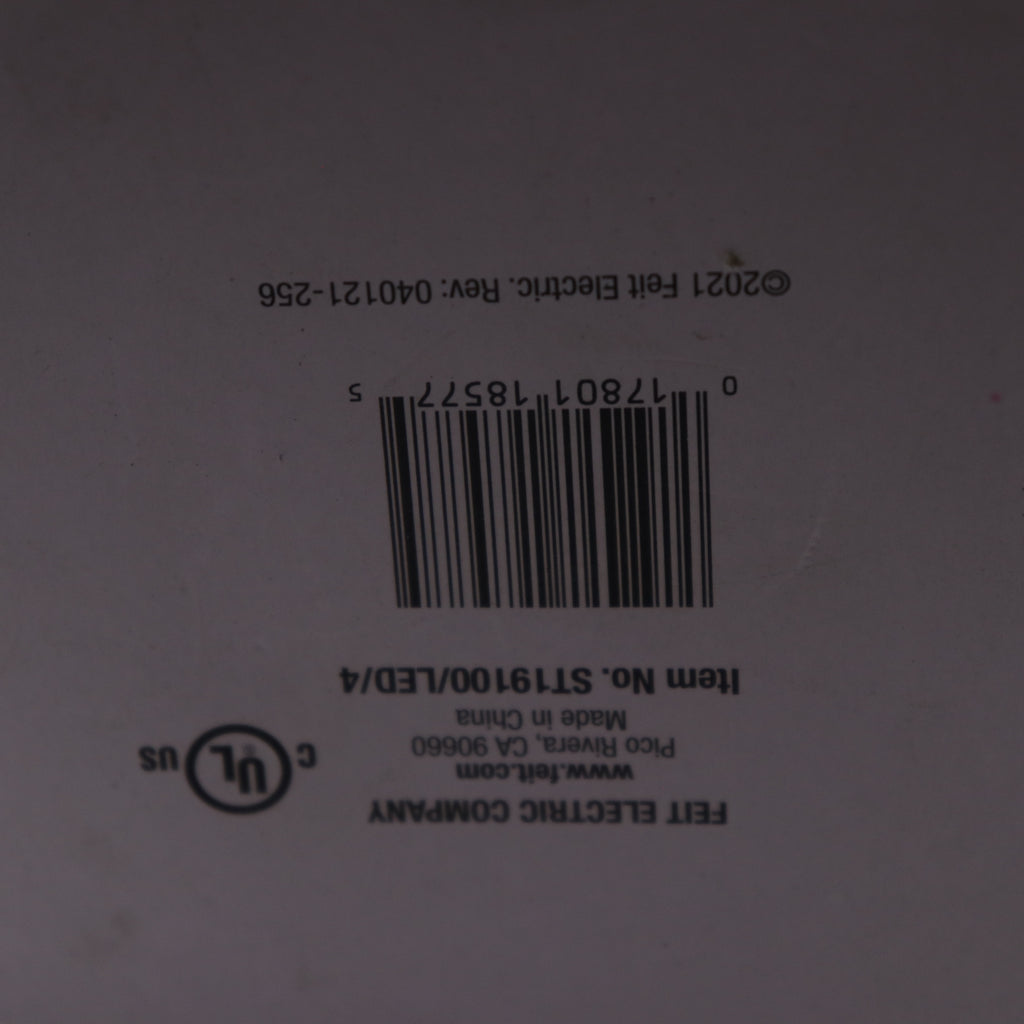 FEIT ELECTRIC COMPANY
www.feit.com
Pico Rivera, CA 90660
Made in China
Item No. ST19100/LED/4
C UL® US
0 17801 18577 5
©2021 Feit Electric. Rev: 040121-256